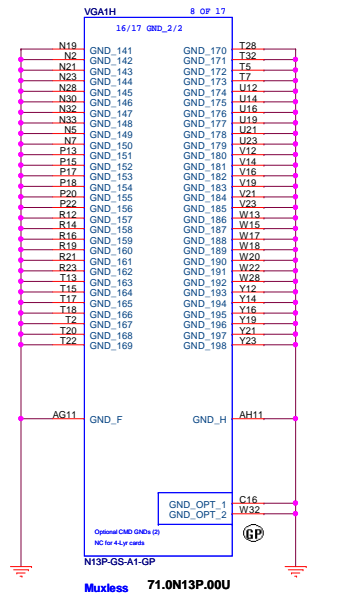 VGA1H 8 OF 17
16/17 GND_2/2
N19 GND_141 GND_170 T28
N2 GND_142 GND_171 T32
N21 GND_143 GND_172 T5
N23 GND_144 GND_173 T7
N28 GND_145 GND_174 U12
N30 GND_146 GND_175 U14
N32 GND_147 GND_176 U16
N33 GND_148 GND_177 U19
N5 GND_149 GND_178 U21
N7 GND_150 GND_179 U23
P13 GND_151 GND_180 V12
P15 GND_152 GND_181 V14
P17 GND_153 GND_182 V16
P18 GND_154 GND_183 V19
P20 GND_155 GND_184 V21
P22 GND_156 GND_185 V23
R12 GND_157 GND_186 W13
R14 GND_158 GND_187 W15
R16 GND_159 GND_188 W17
R19 GND_160 GND_189 W18
R21 GND_161 GND_190 W20
R23 GND_162 GND_191 W22
T13 GND_163 GND_192 W28
T15 GND_164 GND_193 Y12
T17 GND_165 GND_194 Y14
T18 GND_166 GND_195 Y16
T2 GND_167 GND_196 Y19
T20 GND_168 GND_197 Y21
T22 GND_169 GND_198 Y23
AG11 GND_F GND_H AH11
GND_OPT_1 C16
GND_OPT_2 W32
Optional CMD GNDs (2)
NC for 4-Lyr cards
GP
N13P-GS-A1-GP
Muxless 71.0N13P.00U